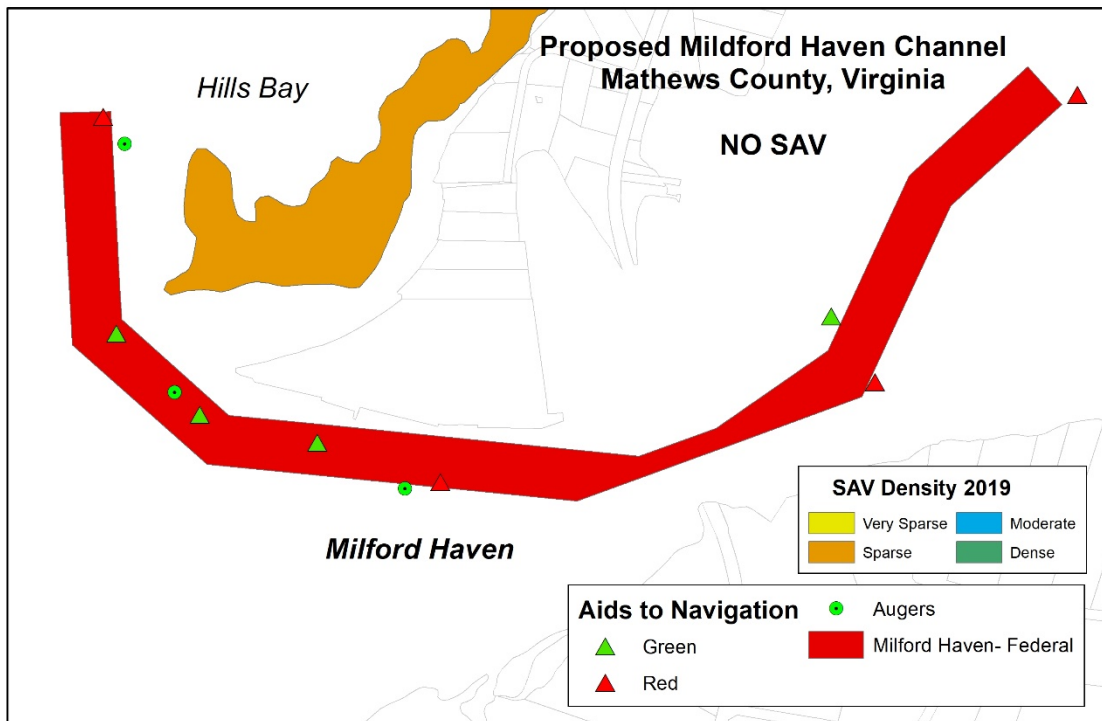 Proposed Mildford Haven Channel
Mathews County, Virginia
Hills Bay
NO SAV
Milford Haven
SAV Density 2019
Very Sparse
Moderate
Sparse
Dense
Aids to Navigation
Augers
Green
Milford Haven- Federal
Red